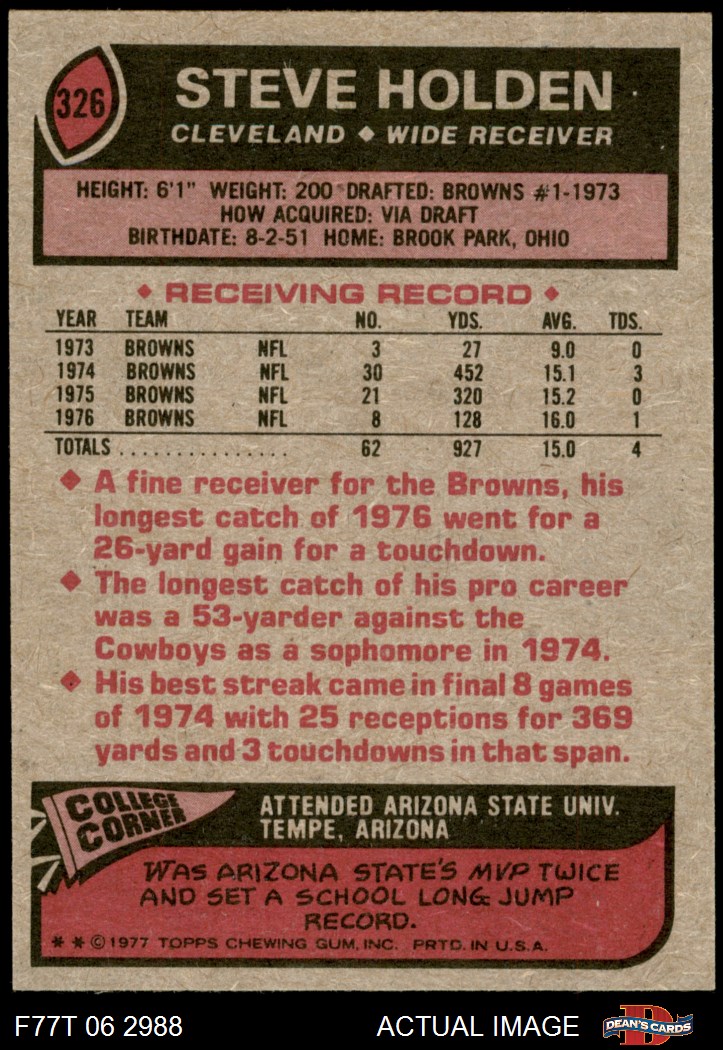 326
STEVE HOLDEN
CLEVELAND ♦ WIDE RECEIVER
HEIGHT: 6'1" WEIGHT: 200 DRAFTED: BROWNS #1-1973
HOW ACQUIRED: VIA DRAFT
BIRTHDATE: 8-2-51 HOME: BROOK PARK, OHIO
♦ RECEIVING RECORD ♦
YEAR TEAM NO. YDS. AVG. TDS.
1973 BROWNS NFL 3 27 9.0 0
1974 BROWNS NFL 30 452 15.1 3
1975 BROWNS NFL 21 320 15.2 0
1976 BROWNS NFL 8 128 16.0 1
TOTALS ............... 62 927 15.0 4
♦ A fine receiver for the Browns, his
longest catch of 1976 went for a
26-yard gain for a touchdown.
♦ The longest catch of his pro career
was a 53-yarder against the
Cowboys as a sophomore in 1974.
♦ His best streak came in final 8 games
of 1974 with 25 receptions for 369
yards and 3 touchdowns in that span.
COLLEGE
CORNER
ATTENDED ARIZONA STATE UNIV.
TEMPE, ARIZONA
WAS ARIZONA STATE'S MVP TWICE
AND SET A SCHOOL LONG JUMP
RECORD.
* * © 1977 TOPPS CHEWING GUM, INC. PRTD. IN U.S.A.
F77T 06 2988 ACTUAL IMAGE
D
DEAN'S CARDS